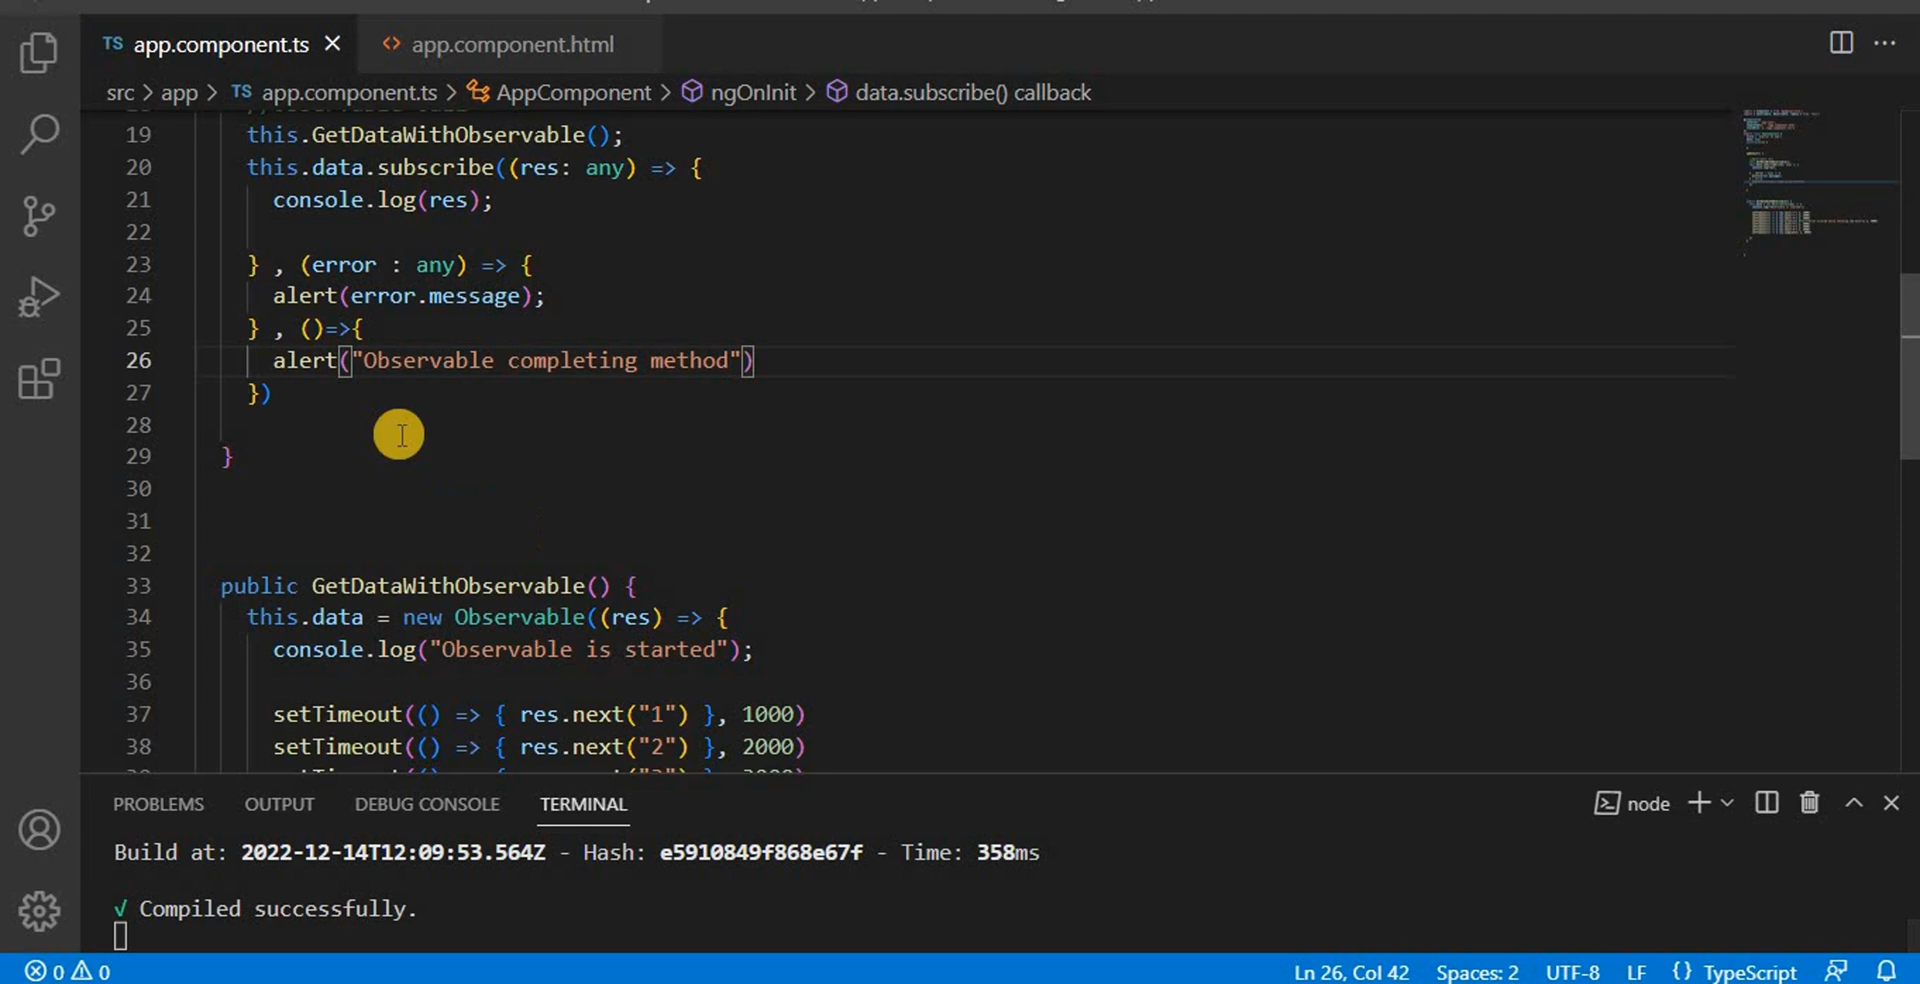 TS app.component.ts × <> app.component.html
src > app > TS app.component.ts > AppComponent > ngOnInit > data.subscribe() callback
19 this.GetDataWithObservable();
20 this.data.subscribe((res: any) => {
21 console.log(res);
22
23 } , (error : any) => {
24 alert(error.message);
25 } , ()=>{
26 alert("Observable completing method")
27 })
28
29 }
30
31
32
33 public GetDataWithObservable() {
34 this.data = new Observable((res) => {
35 console.log("Observable is started");
36
37 setTimeout(() => { res.next("1") }, 1000)
38 setTimeout(() => { res.next("2") }, 2000)
PROBLEMS OUTPUT DEBUG CONSOLE TERMINAL node
Build at: 2022-12-14T12:09:53.564Z - Hash: e5910849f868e67f - Time: 358ms
√ Compiled successfully.
0 0 Ln 26, Col 42 Spaces: 2 UTF-8 LF {} TypeScript